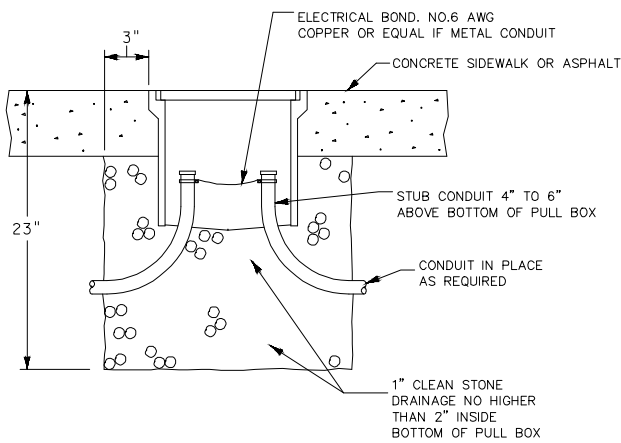 ELECTRICAL BOND. NO.6 AWG
COPPER OR EQUAL IF METAL CONDUIT
3"
CONCRETE SIDEWALK OR ASPHALT
STUB CONDUIT 4" TO 6"
ABOVE BOTTOM OF PULL BOX
23"
CONDUIT IN PLACE
AS REQUIRED
1" CLEAN STONE
DRAINAGE NO HIGHER
THAN 2" INSIDE
BOTTOM OF PULL BOX